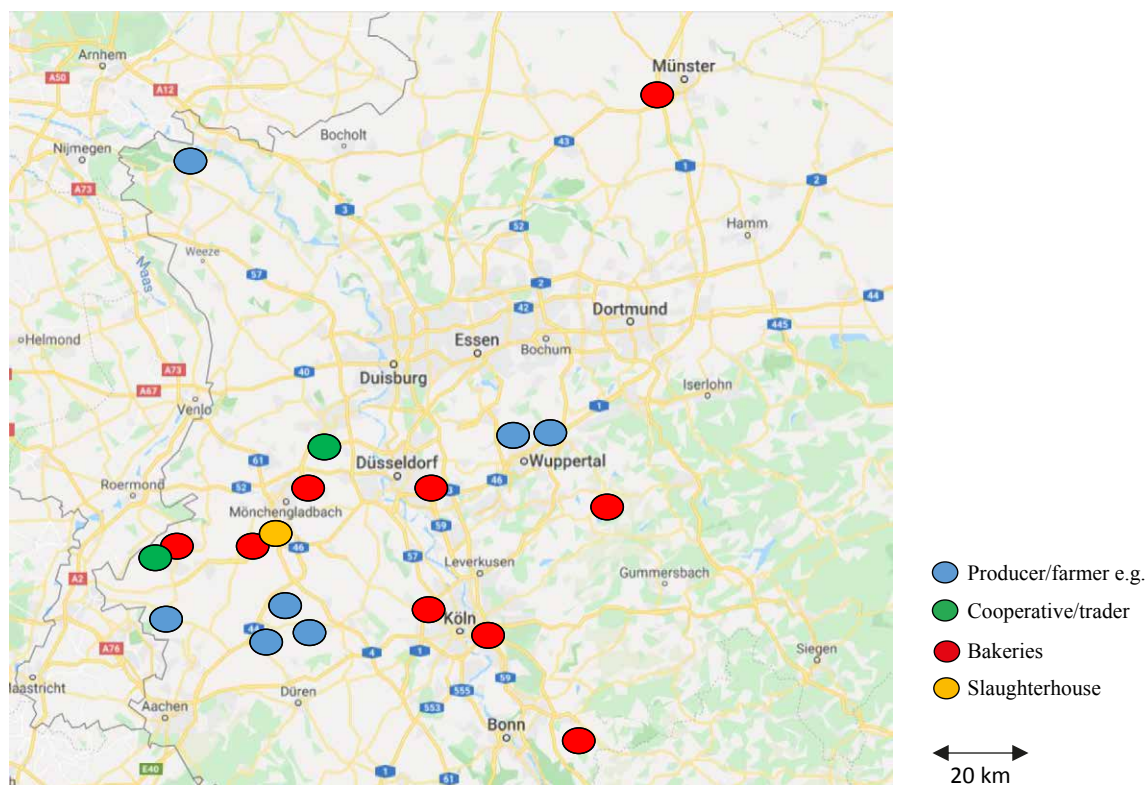 Arnhem
A50
A12
Münster
Bocholt
43
Nijmegen
1
A73
2
3
Hamm
52
Weeze
Maas
57
2
44
42
Dortmund
445
Essen
Bochum
Helmond
A73
40
Duisburg
Iserlohn
A67
1
Venlo
61
Düsseldorf
Wuppertal
46
Roermond
52
3
Mönchengladbach
59
46
57
Leverkusen
A2
Gummersbach
44
Köln
A76
4
1
Siegen
59
Maastricht
Düren
555
Aachen
553
Bonn
E40
1
61
Producer/farmer e.g.
Cooperative/trader
Bakeries
Slaughterhouse
20 km